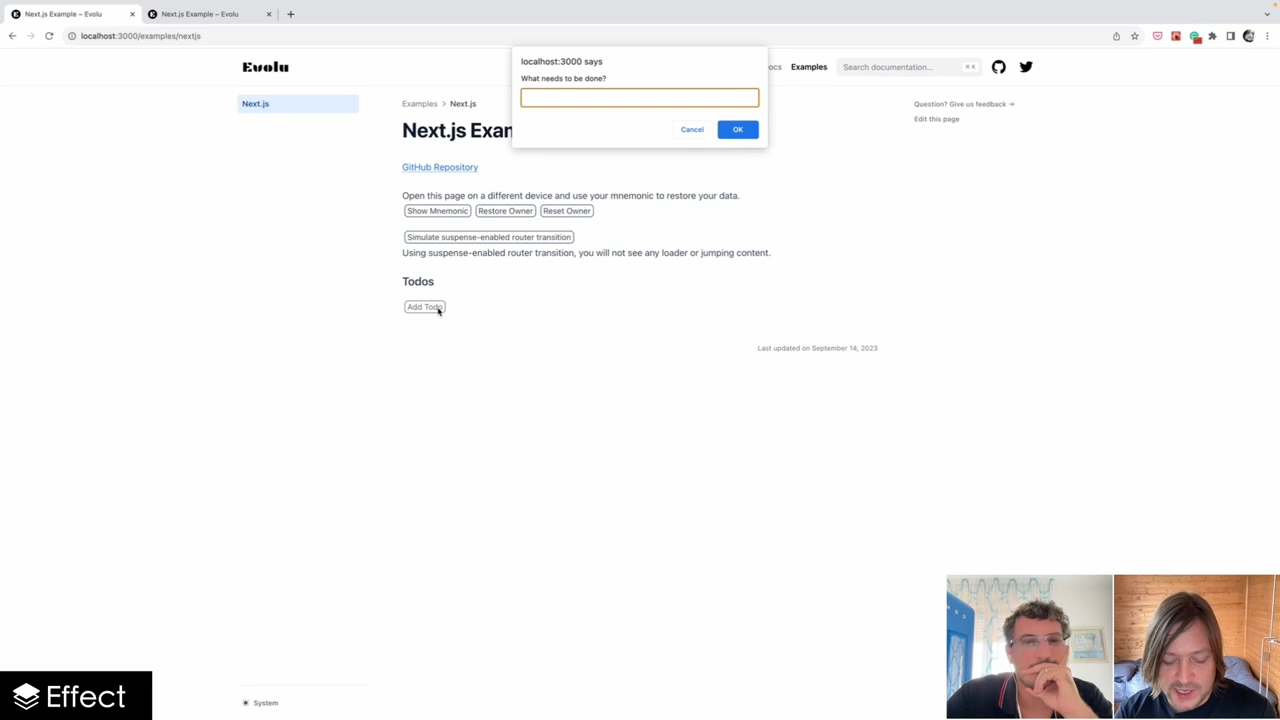 Next.js Example – Evolu
Next.js Example – Evolu
localhost:3000/examples/nextjs
localhost:3000 says
What needs to be done?
Cancel
OK
Evolu
ocs
Examples
Search documentation...
⌘ K
Next.js
Examples > Next.js
Question? Give us feedback →
Edit this page
Next.js Exan
GitHub Repository
Open this page on a different device and use your mnemonic to restore your data.
Show Mnemonic
Restore Owner
Reset Owner
Simulate suspense-enabled router transition
Using suspense-enabled router transition, you will not see any loader or jumping content.
Todos
Add Todo
Last updated on September 14, 2023
System
Effect